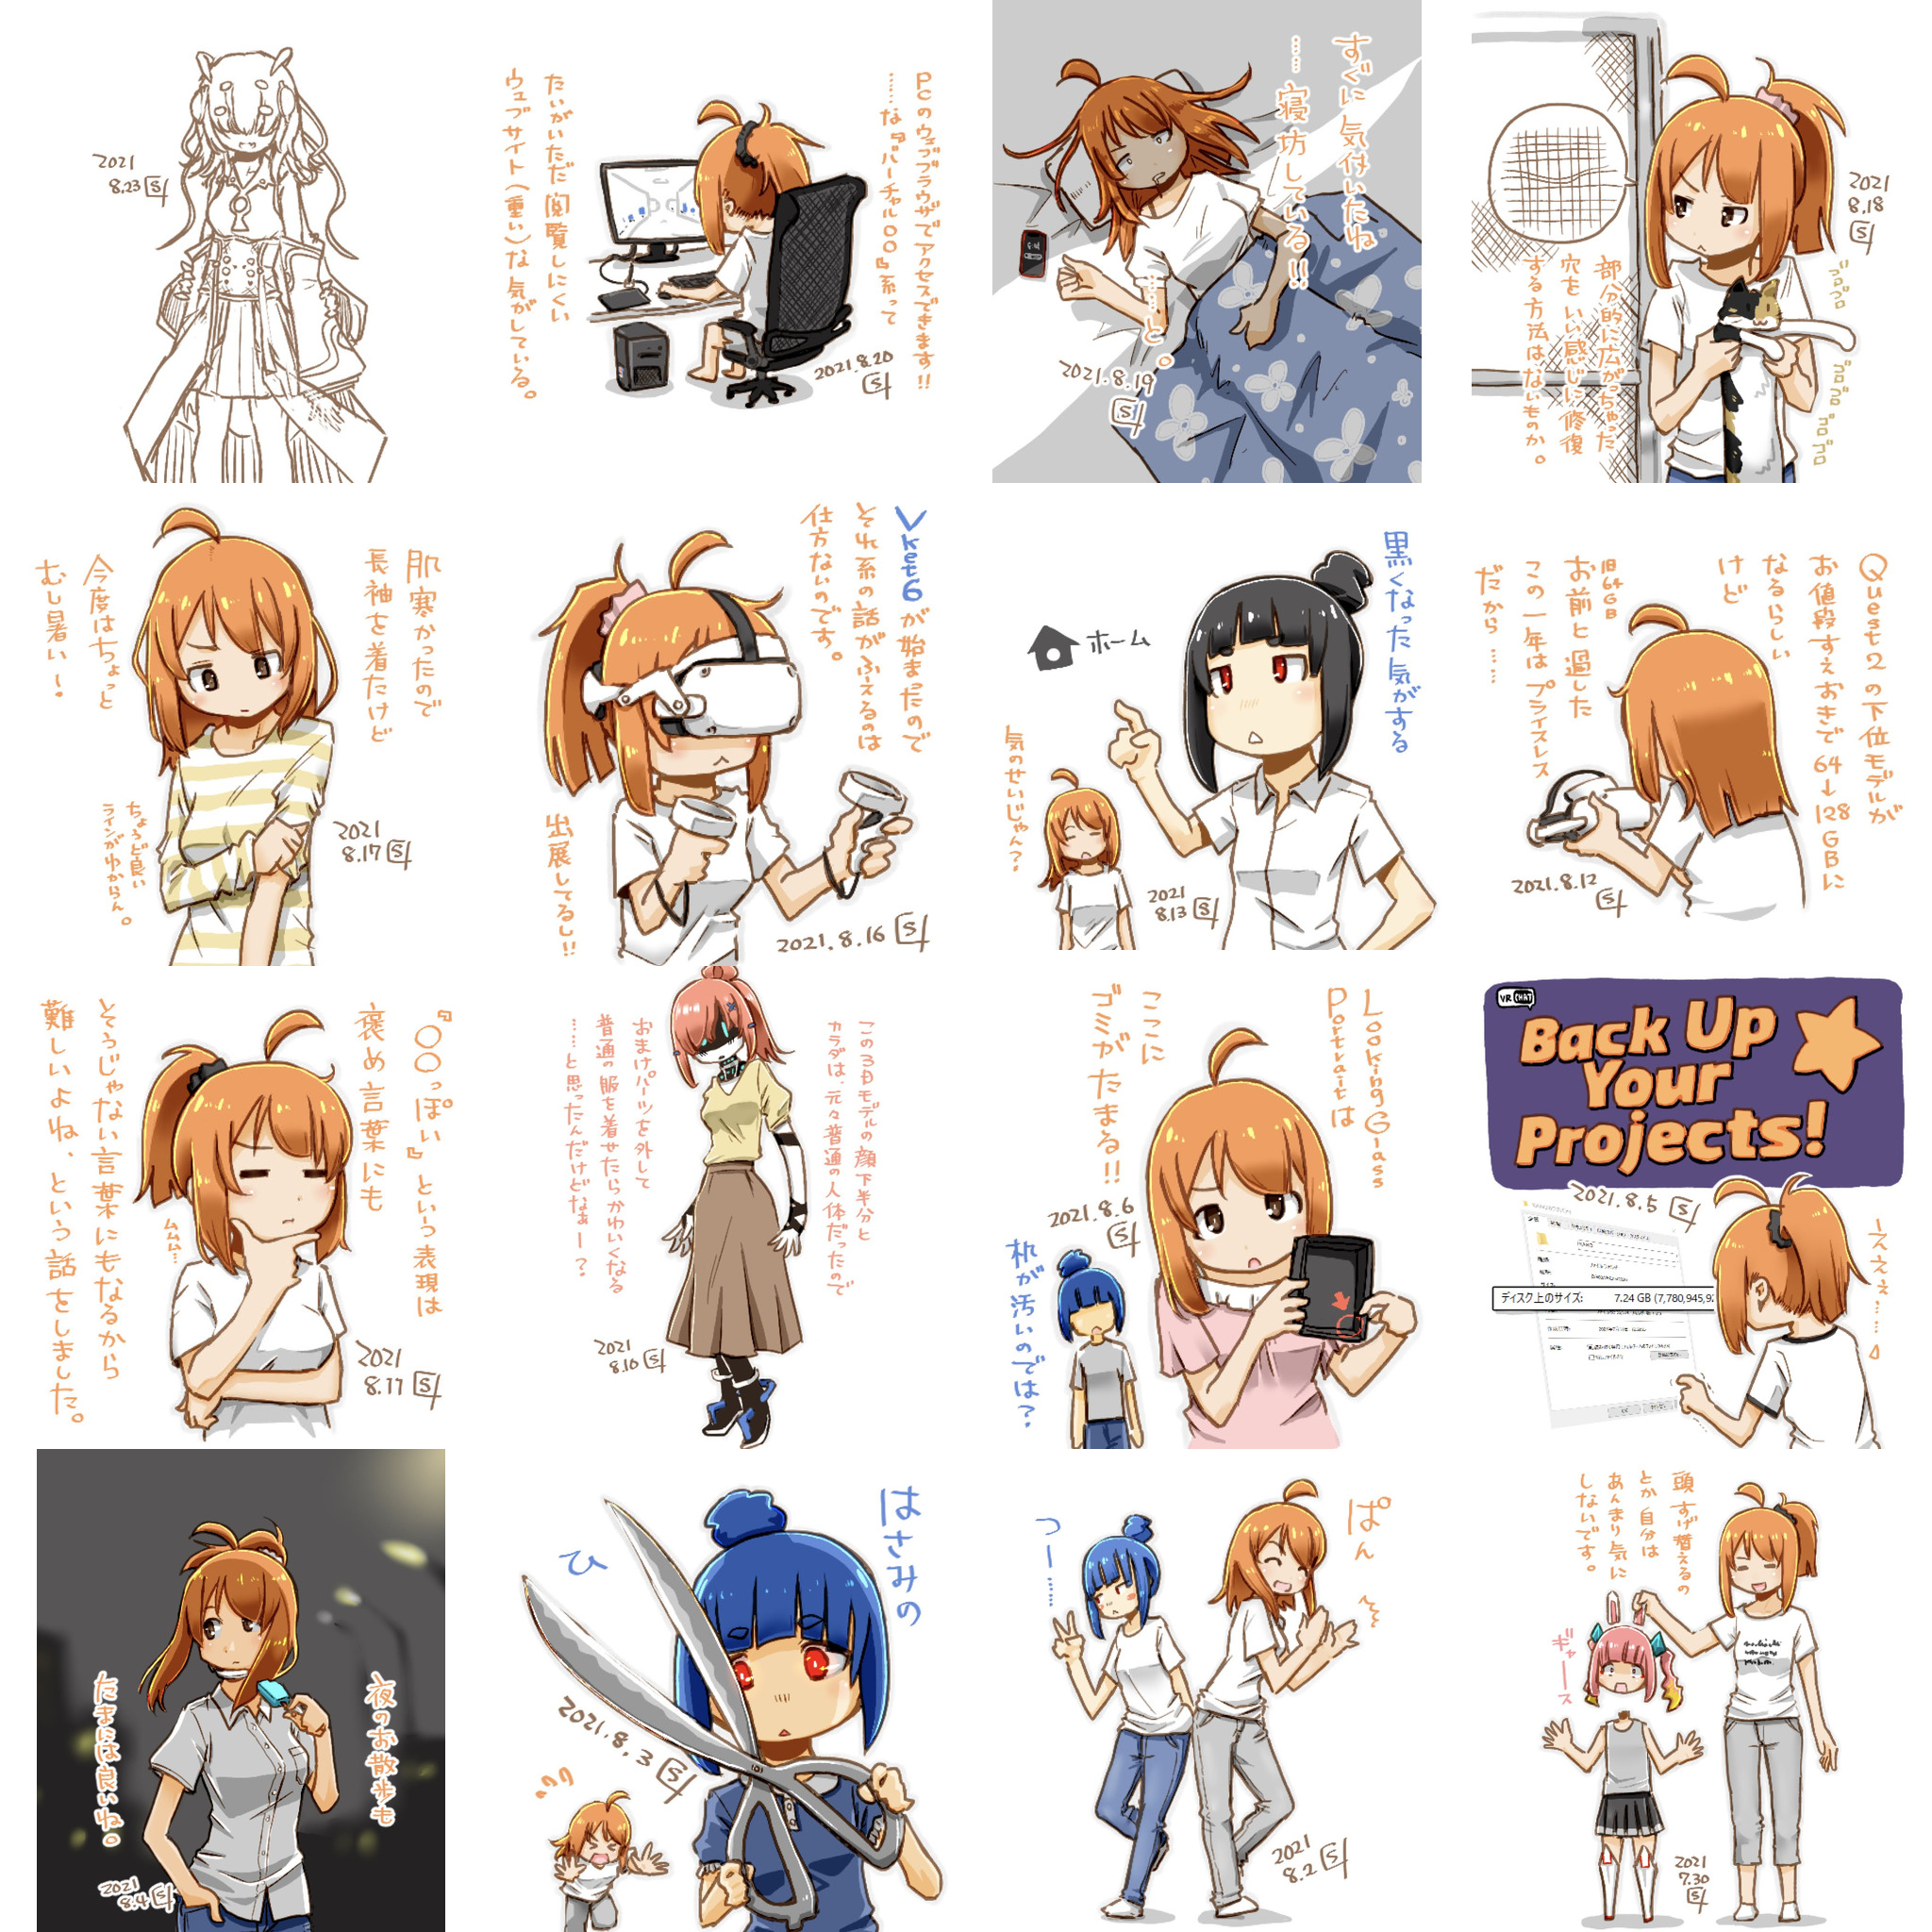 2021
8.23
PCのウェブブラウザでアクセスできます!!
……な『バーチャル○○』系って
たいがいただ閲覧しにくい
ウェブサイト(重い)な気がしている。
2021.8.20
すぐに気付いたね
……寝坊している!!
……と。
2021.8.19
部分的に広がっちゃった
穴をいい感じに修復
する方法はないものか。
ゴロゴロ
ゴロゴロ
ゴロゴロ
2021
8.18
肌寒かったので
長袖を着たけど
今度はちょっと
むし暑い!
ちょうど良い
ラインがわからん。
2021
8.17
Vket6が始まったので
それ系の話がふえるのは
仕方ないのです。
出展してるし!!
2021.8.16
黒くなった気がする
ホーム
気のせいじゃん?
2021
8.13
Quest2の下位モデルが
お値段すえおきで64→128GBに
なるらしい
けど
旧64GB
お前と過した
この一年はプライスレス
だから……
2021.8.12
『○○っぽい』という表現は
褒め言葉にも
そうじゃない言葉にもなるから
難しいよね、という話をしました。
ムムム…
2021
8.11
この3Dモデルの顔下半分と
カラダは、元々普通の人体だったので
おまけパーツを外して
普通の服を着せたらかわいくなる
……と思ったんだけどなぁー?
2021
8.10
Looking Glass
Portraitは
ここに
ゴミがたまる!!
2021.8.6
机が汚いのでは?
VRCHAT
Back Up
Your
Projects!
2021.8.5
ディスク上のサイズ: 7.24 GB (7,780,945,92
夜のお散歩も
たまには良いね。
2021
8.4
はさみの
ひ
2021.8.3
ぱん
つー……
2021
8.2
頭すげ替えるの
とか自分は
あんまり気に
しないです。
ギャース
2021
7.30